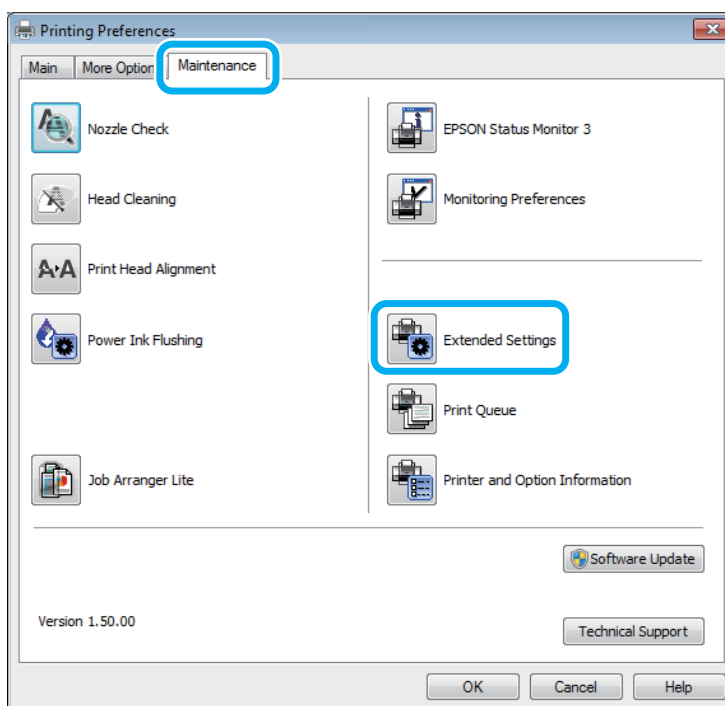 Printing Preferences
Main
More Option
Maintenance
Nozzle Check
Head Cleaning
Print Head Alignment
Power Ink Flushing
Job Arranger Lite
EPSON Status Monitor 3
Monitoring Preferences
Extended Settings
Print Queue
Printer and Option Information
Software Update
Version 1.50.00
Technical Support
OK
Cancel
Help